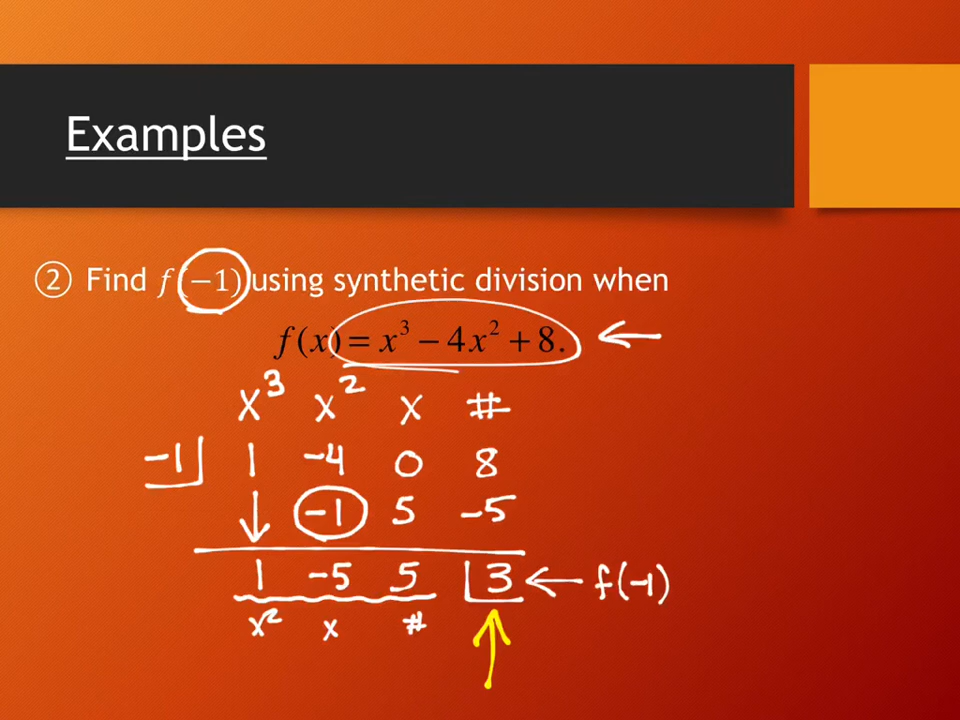 Examples
② Find f(−1) using synthetic division when
f(x) = x³ − 4x² + 8.
x³ x² x #
-1 1 -4 0 8
-1 5 -5
1 -5 5 3 ← f(-1)
x² x #